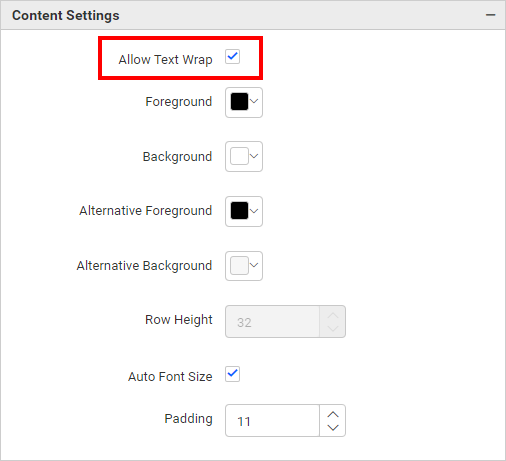 Content Settings
Allow Text Wrap
Foreground
Background
Alternative Foreground
Alternative Background
Row Height 32
Auto Font Size
Padding 11